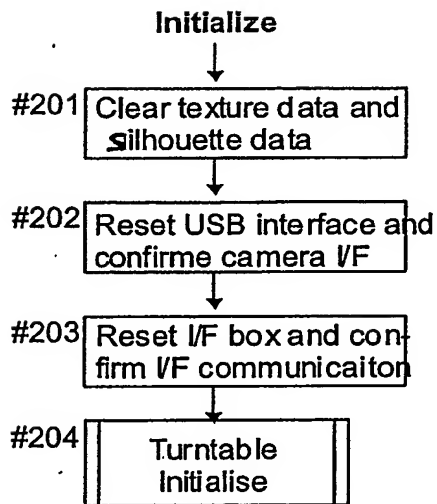 Initialize
#201 Clear texture data and
silhouette data
#202 Reset USB interface and
confirme camera I/F
#203 Reset I/F box and con-
firm I/F communicaiton
#204 Turntable
Initialise